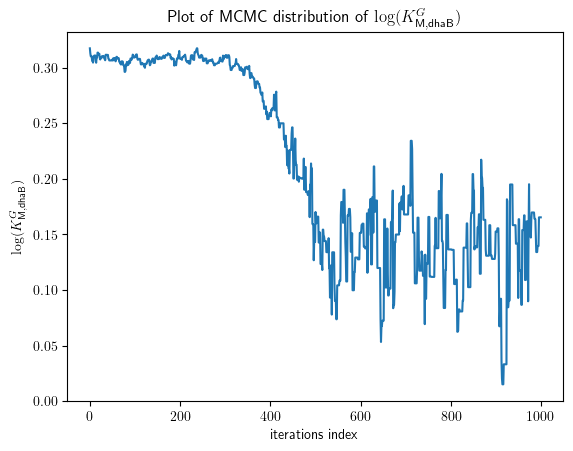 Plot of MCMC distribution of log(K^G_M,dhaB)
log(K^G_M,dhaB)
0.30
0.25
0.20
0.15
0.10
0.05
0.00
0 200 400 600 800 1000
iterations index